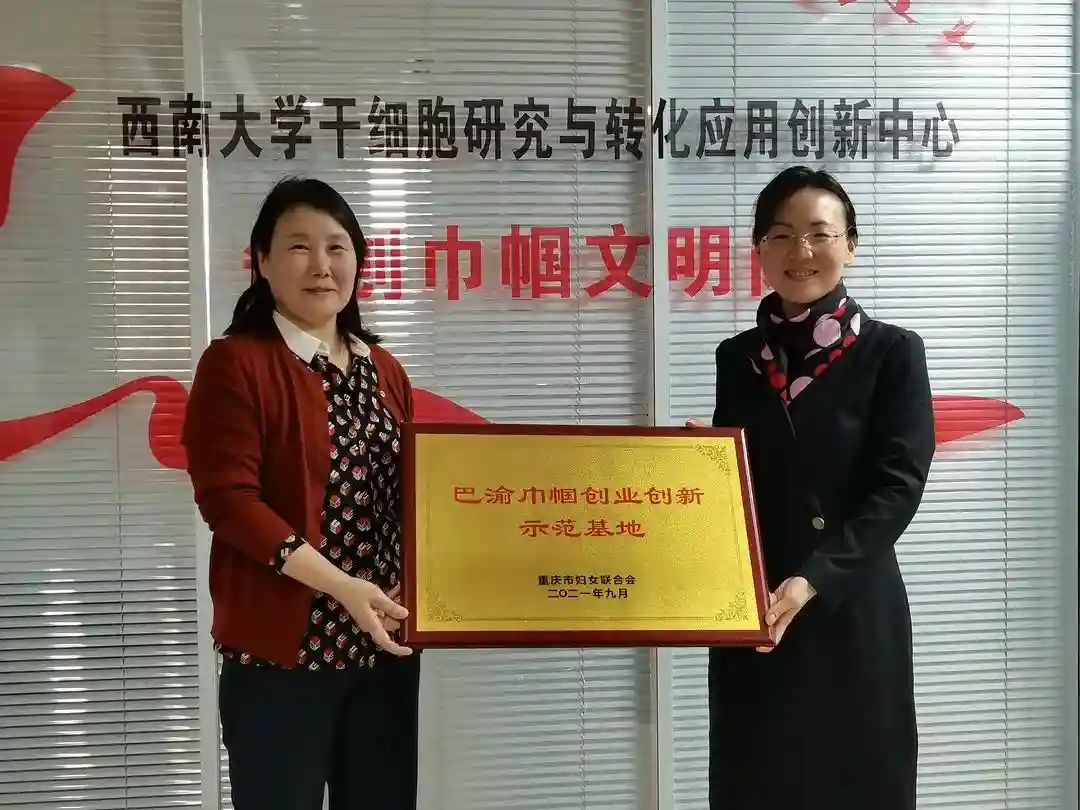 西南大学干细胞研究与转化应用创新中心
创巾帼文明
巴渝巾帼创业创新
示范基地
重庆市妇女联合会
二〇二一年九月